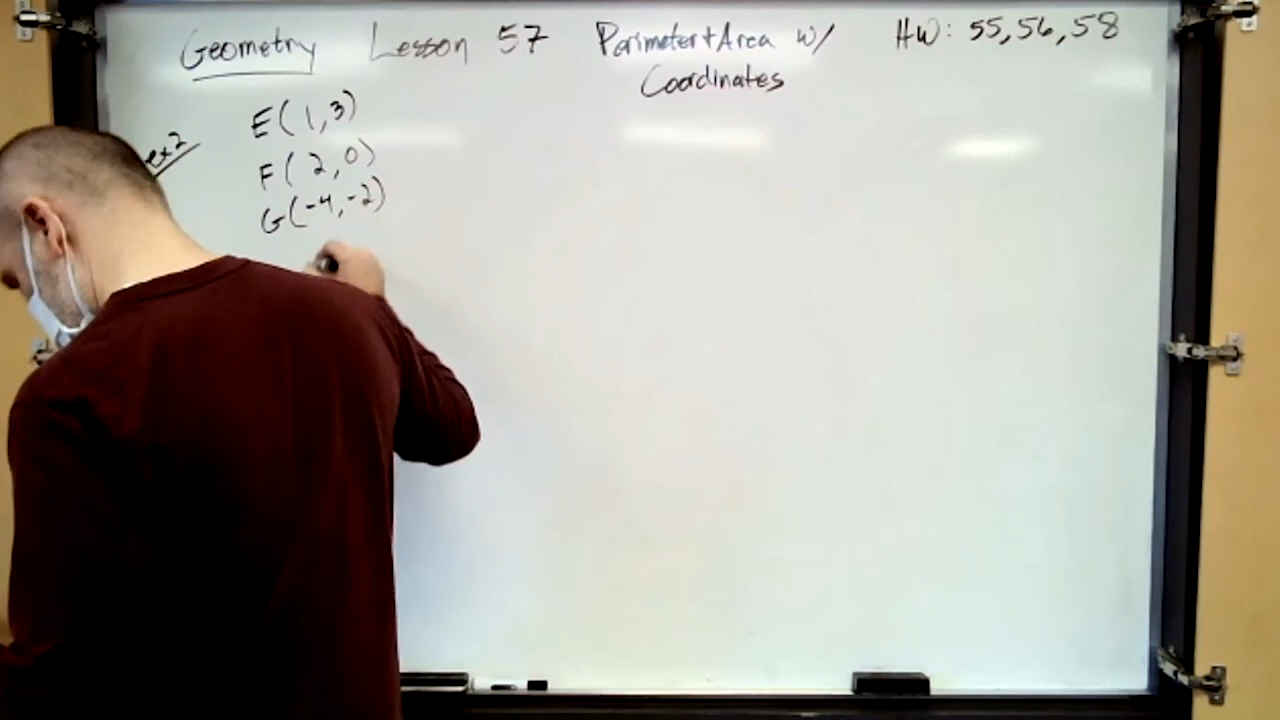 Geometry Lesson 57 Perimeter + Area w/ HW: 55, 56, 58
Coordinates
ex2
E(1,3)
F(2,0)
G(-4,-2)